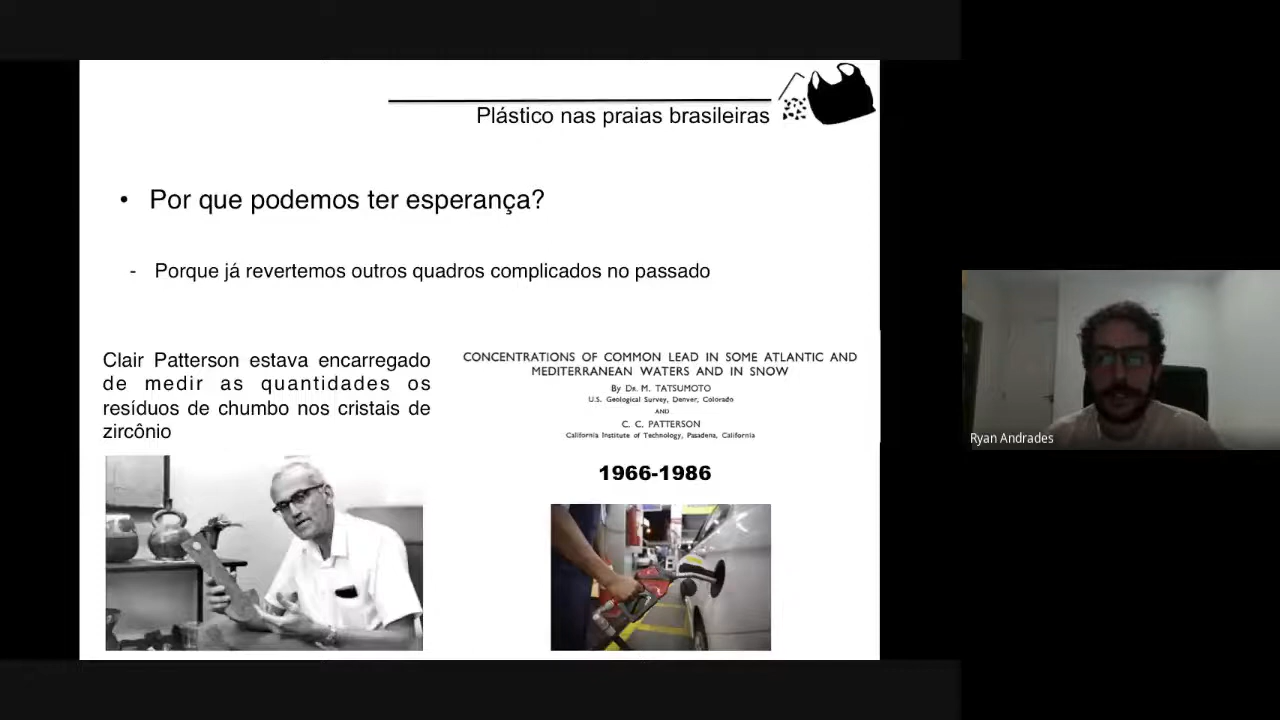 Plástico nas praias brasileiras
• Por que podemos ter esperança?
- Porque já revertemos outros quadros complicados no passado
Clair Patterson estava encarregado
de medir as quantidades os
resíduos de chumbo nos cristais de
zircônio
CONCENTRATIONS OF COMMON LEAD IN SOME ATLANTIC AND
MEDITERRANEAN WATERS AND IN SNOW
By Dr. M. TATSUMOTO
U.S. Geological Survey, Denver, Colorado
AND
C. C. PATTERSON
California Institute of Technology, Pasadena, California
1966-1986
Ryan Andrades